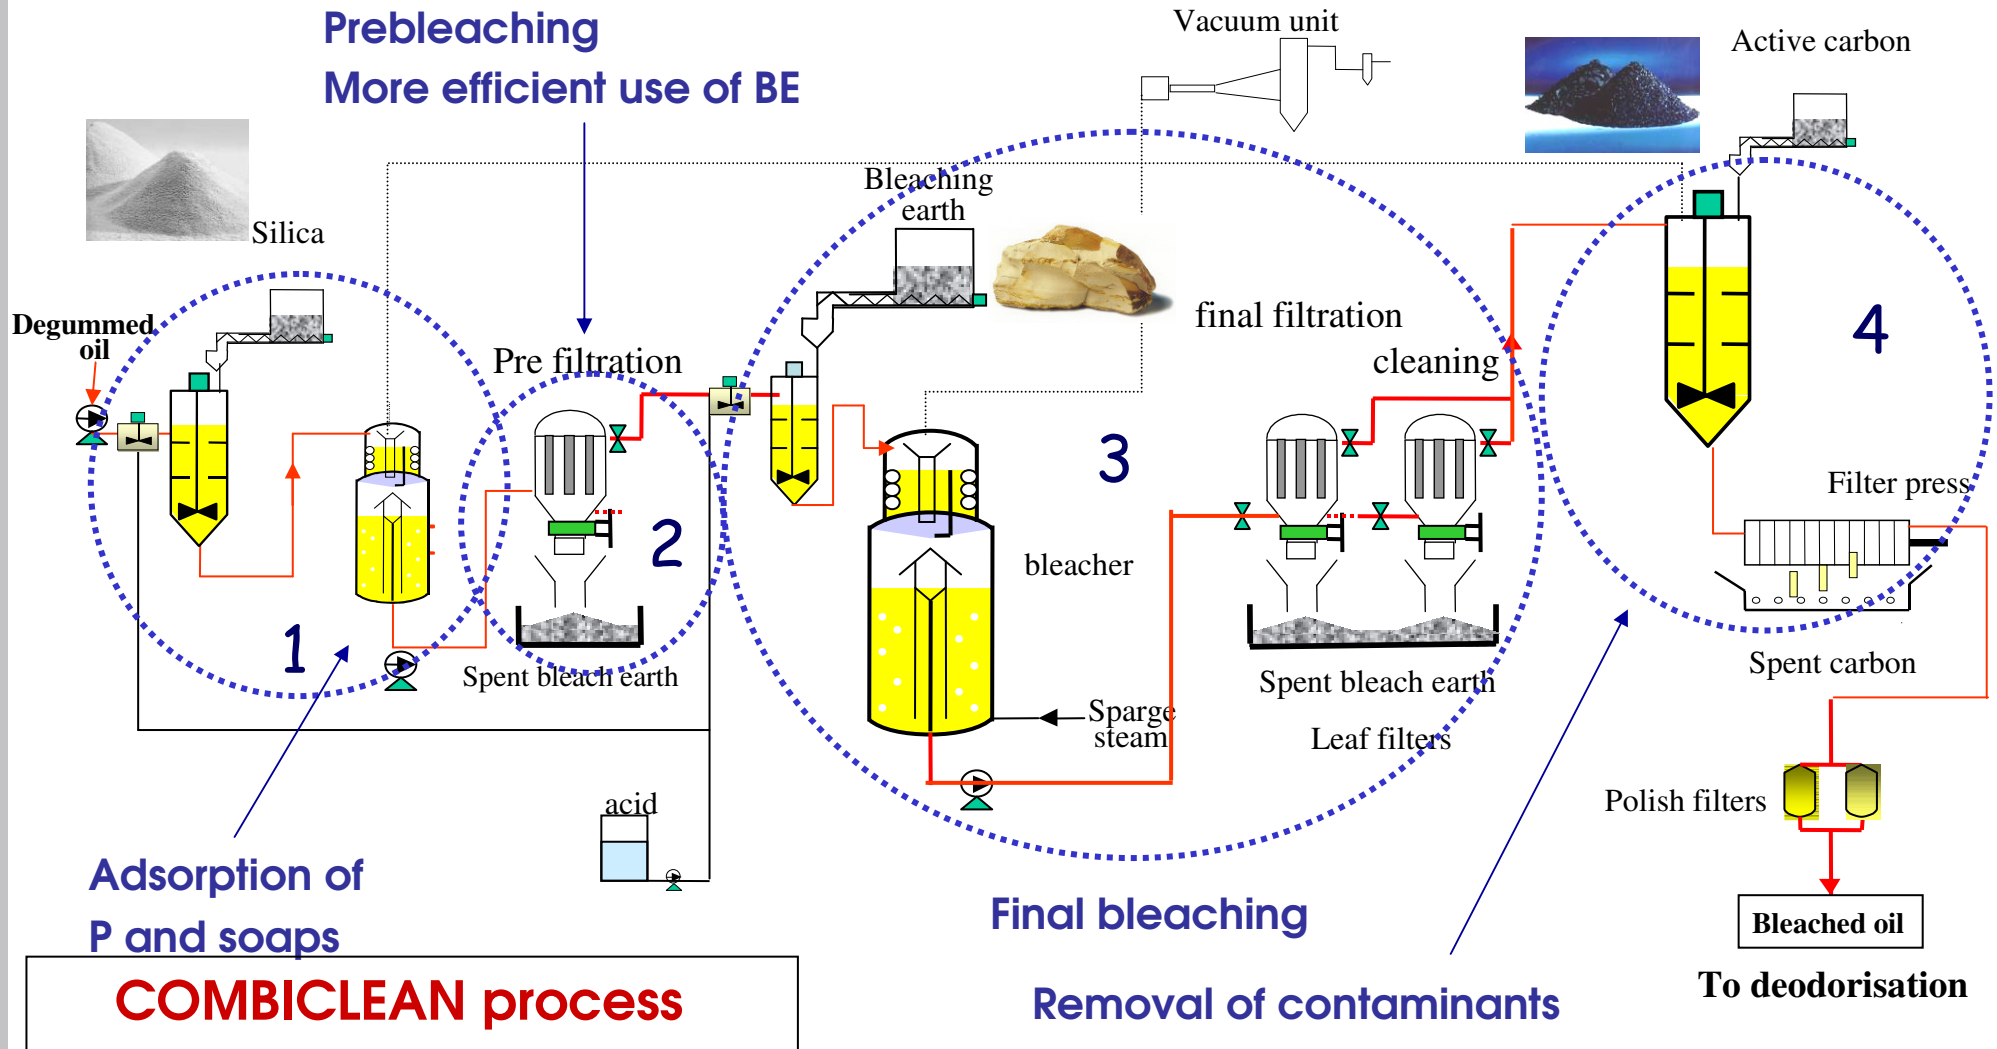 Prebleaching
More efficient use of BE
Vacuum unit
Active carbon
Silica
Bleaching
earth
Degummed
oil
Pre filtration
final filtration
cleaning
1
2
3
4
bleacher
Filter press
Spent bleach earth
Sparge
steam
Spent bleach earth
Leaf filters
Spent carbon
acid
Polish filters
Adsorption of
P and soaps
Final bleaching
Removal of contaminants
Bleached oil
To deodorisation
COMBICLEAN process